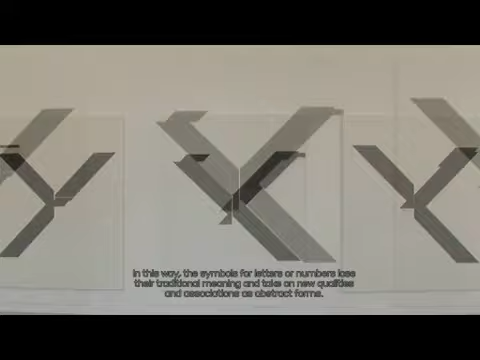 In this way, the symbols for letters or numbers lose
their traditional meaning and take on new qualities
and associations as abstract forms.